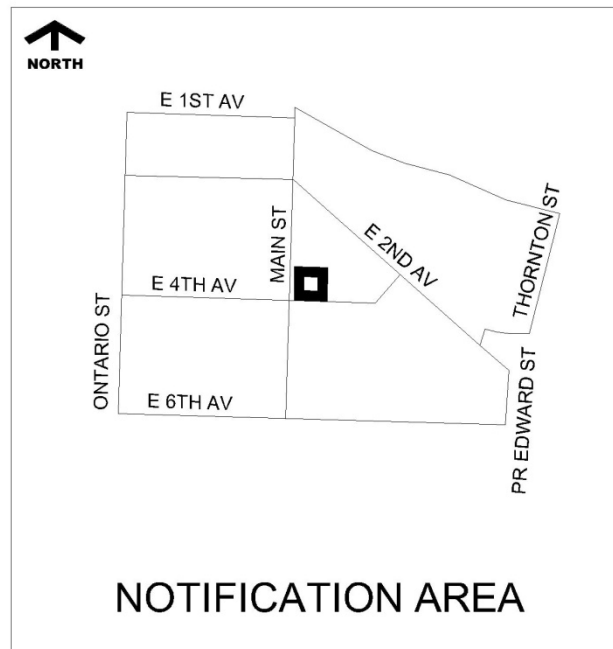 NORTH
E 1ST AV
THORNTON ST
MAIN ST
E 2ND AV
E 4TH AV
ONTARIO ST
E 6TH AV
PR EDWARD ST
NOTIFICATION AREA